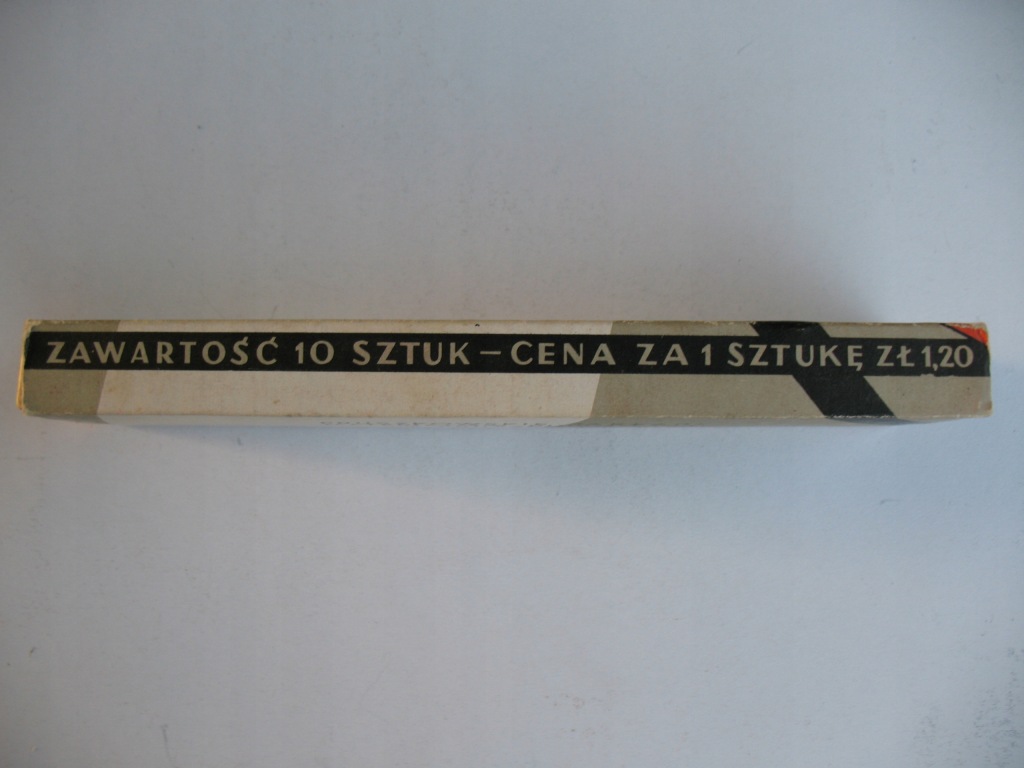 ZAWARTOŚĆ 10 SZTUK – CENA ZA 1 SZTUKĘ ZŁ 1,20